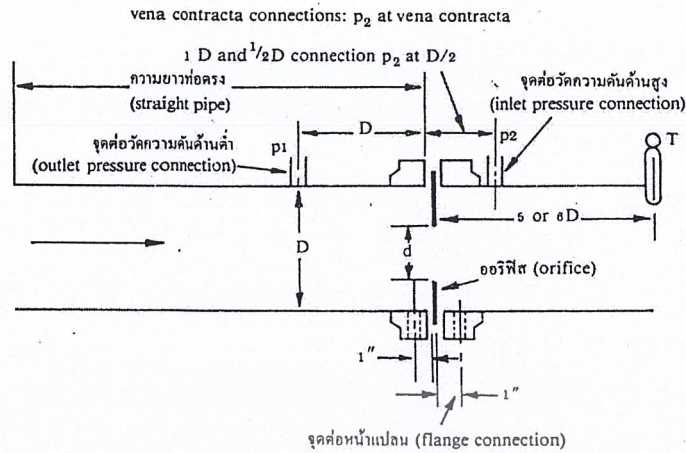 vena contracta connections: p₂ at vena contracta
1 D and 1/2D connection p₂ at D/2
ความยาวท่อตรง
(straight pipe)
จุดต่อวัดความดันด้านสูง
(inlet pressure connection)
จุดต่อวัดความดันด้านต่ำ
(outlet pressure connection)
p1
D
p2
T
D
5 or 6D
d
ออริฟิส (orifice)
1"
1"
จุดต่อหน้าแปลน (flange connection)